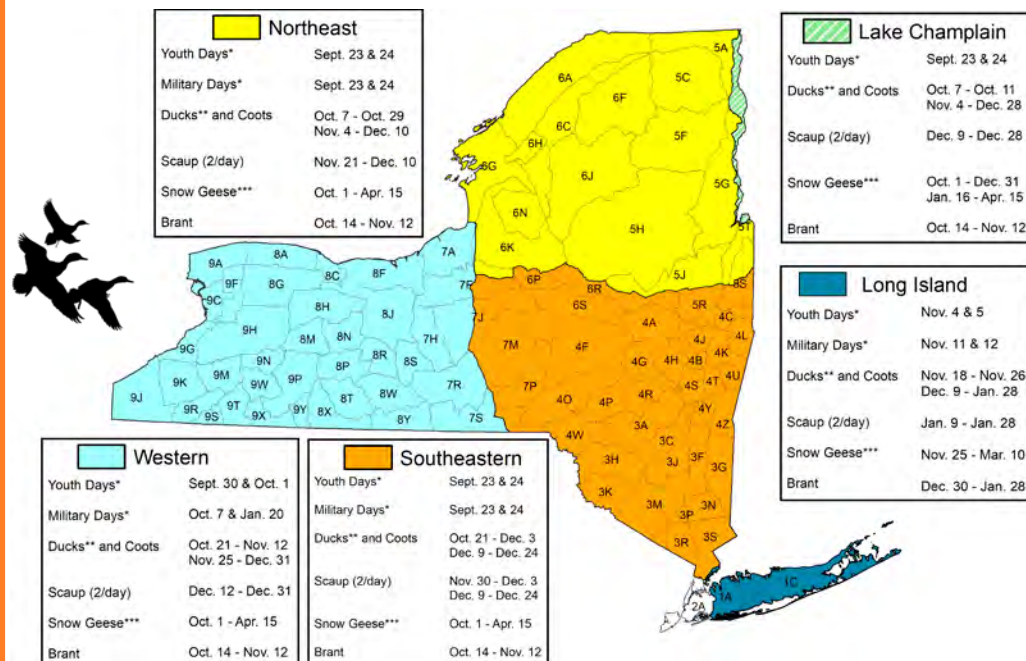 Northeast
Youth Days* Sept. 23 & 24
Military Days* Sept. 23 & 24
Ducks** and Coots Oct. 7 - Oct. 29
Nov. 4 - Dec. 10
Scaup (2/day) Nov. 21 - Dec. 10
Snow Geese*** Oct. 1 - Apr. 15
Brant Oct. 14 - Nov. 12
Lake Champlain
Youth Days* Sept. 23 & 24
Ducks** and Coots Oct. 7 - Oct. 11
Nov. 4 - Dec. 28
Scaup (2/day) Dec. 9 - Dec. 28
Snow Geese*** Oct. 1 - Dec. 31
Jan. 16 - Apr. 15
Brant Oct. 14 - Nov. 12
Long Island
Youth Days* Nov. 4 & 5
Military Days* Nov. 11 & 12
Ducks** and Coots Nov. 18 - Nov. 26
Dec. 9 - Jan. 28
Scaup (2/day) Jan. 9 - Jan. 28
Snow Geese*** Nov. 25 - Mar. 10
Brant Dec. 30 - Jan. 28
Western
Youth Days* Sept. 30 & Oct. 1
Military Days* Oct. 7 & Jan. 20
Ducks** and Coots Oct. 21 - Nov. 12
Nov. 25 - Dec. 31
Scaup (2/day) Dec. 12 - Dec. 31
Snow Geese*** Oct. 1 - Apr. 15
Brant Oct. 14 - Nov. 12
Southeastern
Youth Days* Sept. 23 & 24
Military Days* Sept. 23 & 24
Ducks** and Coots Oct. 21 - Dec. 3
Dec. 9 - Dec. 24
Scaup (2/day) Nov. 30 - Dec. 3
Dec. 9 - Dec. 24
Snow Geese*** Oct. 1 - Apr. 15
Brant Oct. 14 - Nov. 12
5A
6A 5C
6F
6C
6H 5F
6G
6J
5G
6N
5H
6K
5J
9A 8A 7A
9F 8G 8C 8F 7F
9C
8H 8J
9H 8M 8N 7H
9G
9N 8P 8R 8S
9K 9M 9W 9P
9J 8T 8W 7R
9R 9S 9T 9X 9Y 8X 8Y 7S
6P 6R
6S 5R
7J 4A 4C
7M 4F 4J 4L
4G 4H 4B 4K
7P 4R 4S 4T 4U
4O 4P 4Y
4W 3A 4Z
3C
3H 3J 3F 3G
3K
3M 3P 3N
3R 3S
2A 1A 1C